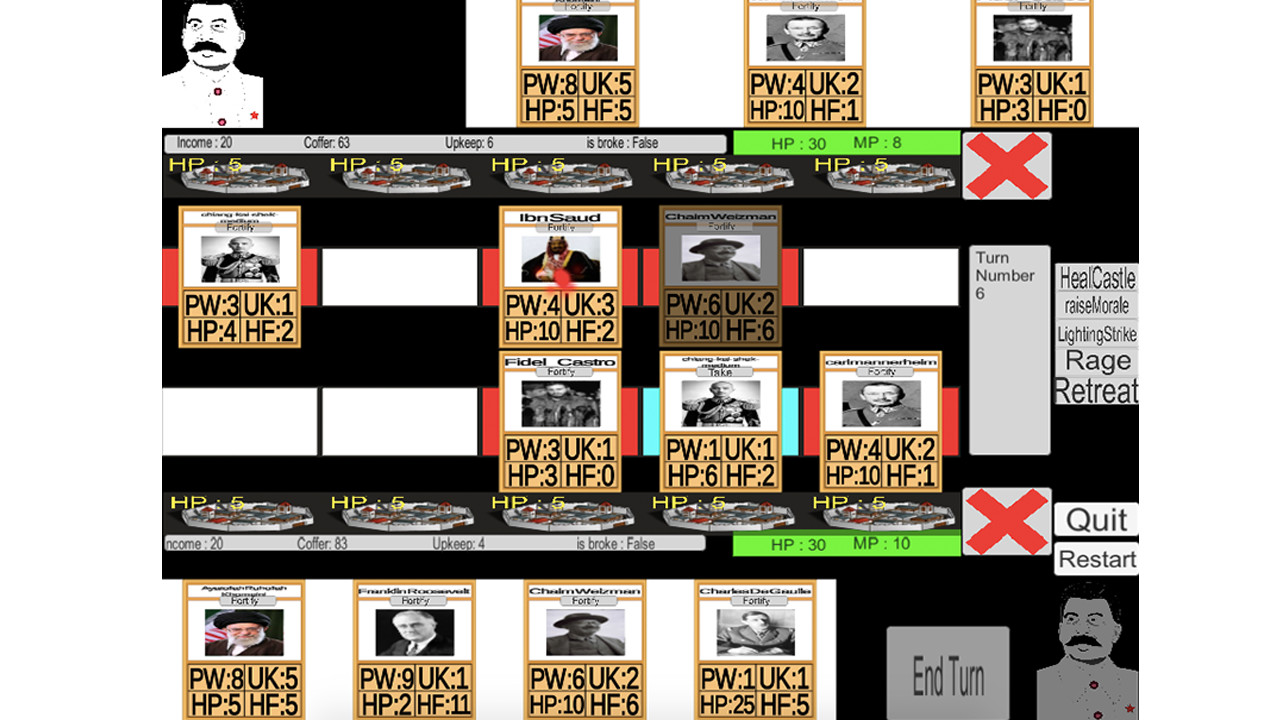 Fortify
Fortify
Fortify
PW:8 UK:5
HP:5 HF:5
PW:4 UK:2
HP:10 HF:1
PW:3 UK:1
HP:3 HF:0
Income : 20 Coffer: 63 Upkeep: 6 is broke : False
HP : 30 MP : 8
HP : 5 HP : 5 HP : 5 HP : 5 HP : 5
chiang-kai-shek-
medium
Fortify
PW:3 UK:1
HP:4 HF:2
IbnSaud
Fortify
PW:4 UK:3
HP:10 HF:2
ChaimWeizman
Fortify
PW:6 UK:2
HP:10 HF:6
Turn
Number
6
HealCastle
raiseMorale
LightingStrike
Rage
Retreat
Fidel_Castro
Fortify
PW:3 UK:1
HP:3 HF:0
chiang-kai-shek-
medium
Take
PW:1 UK:1
HP:6 HF:2
carlmannerheim
Fortify
PW:4 UK:2
HP:10 HF:1
HP : 5 HP : 5 HP : 5 HP : 5 HP : 5
ncome : 20 Coffer: 83 Upkeep: 4 is broke : False
HP : 30 MP : 10
Quit
Restart
Fortify
PW:8 UK:5
HP:5 HF:5
FranklinRoosevelt
Fortify
PW:9 UK:1
HP:2 HF:11
ChaimWeizman
Fortify
PW:6 UK:2
HP:10 HF:6
CharlesDeGaulle
Fortify
PW:1 UK:1
HP:25 HF:5
End Turn